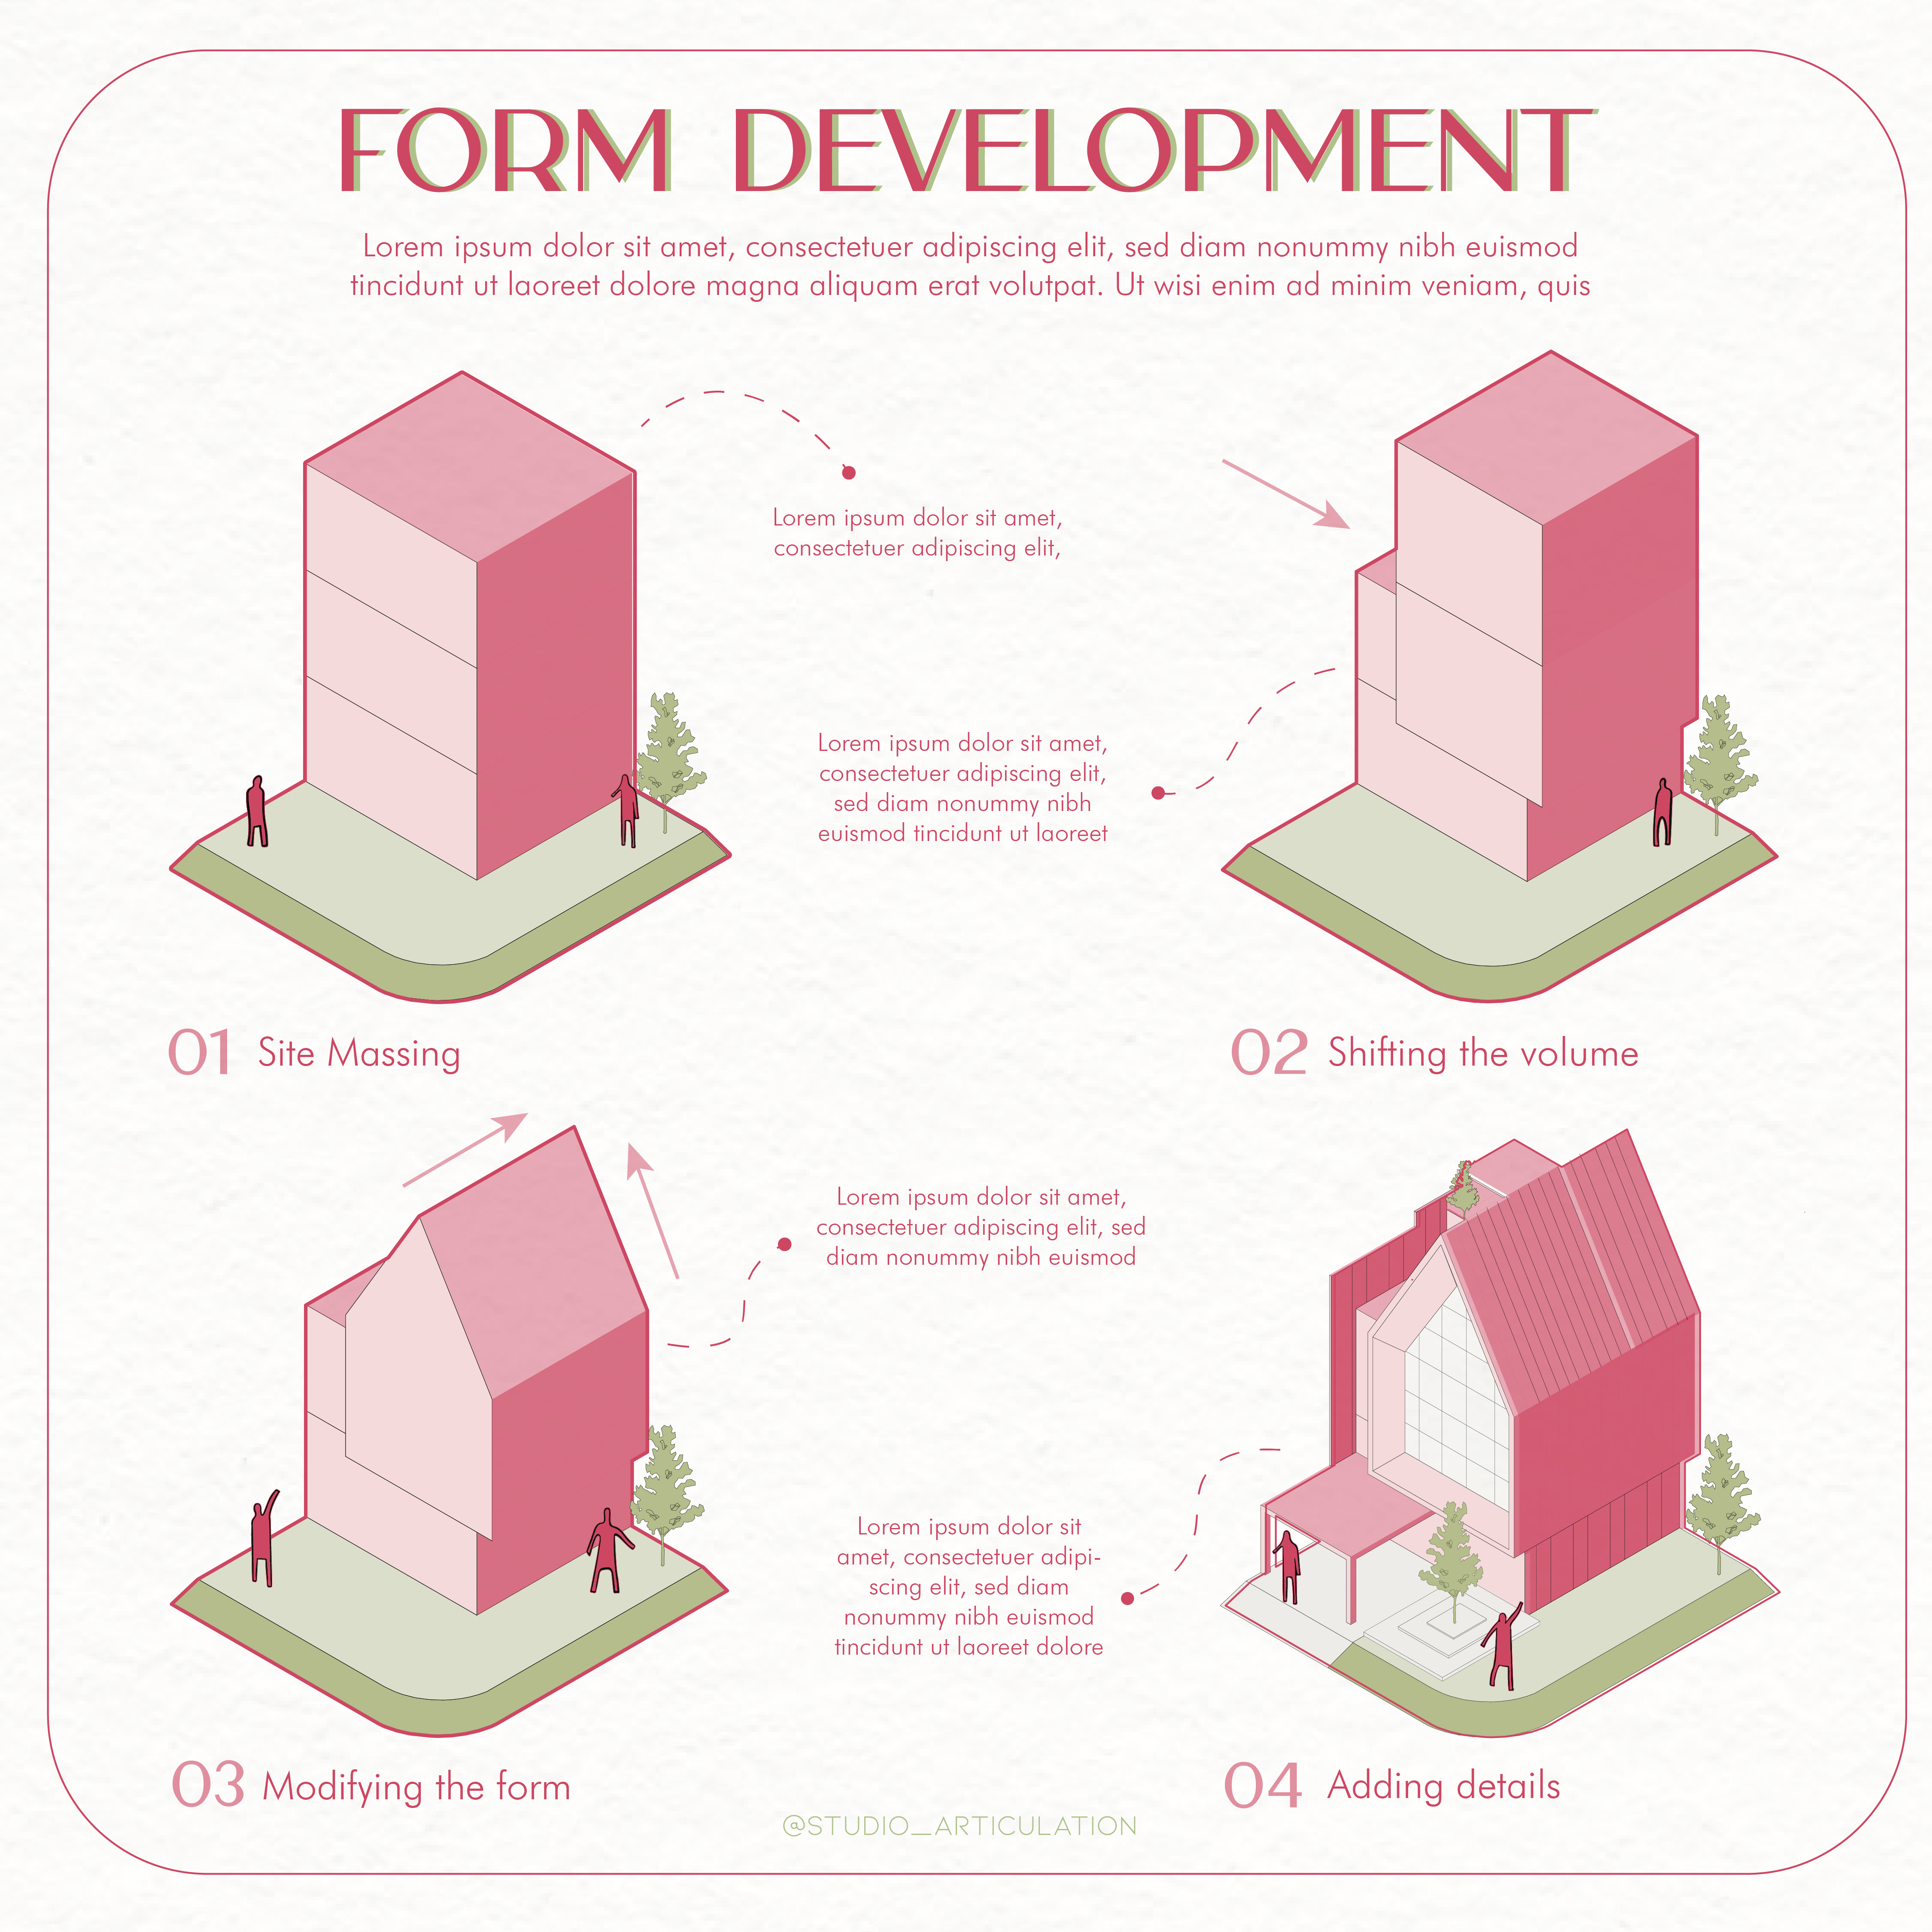 FORM DEVELOPMENT
Lorem ipsum dolor sit amet, consectetuer adipiscing elit, sed diam nonummy nibh euismod
tincidunt ut laoreet dolore magna aliquam erat volutpat. Ut wisi enim ad minim veniam, quis
Lorem ipsum dolor sit amet,
consectetuer adipiscing elit,
Lorem ipsum dolor sit amet,
consectetuer adipiscing elit,
sed diam nonummy nibh
euismod tincidunt ut laoreet
01 Site Massing
02 Shifting the volume
Lorem ipsum dolor sit amet,
consectetuer adipiscing elit, sed
diam nonummy nibh euismod
Lorem ipsum dolor sit
amet, consectetuer adipi-
scing elit, sed diam
nonummy nibh euismod
tincidunt ut laoreet dolore
03 Modifying the form
04 Adding details
@STUDIO_ARTICULATION